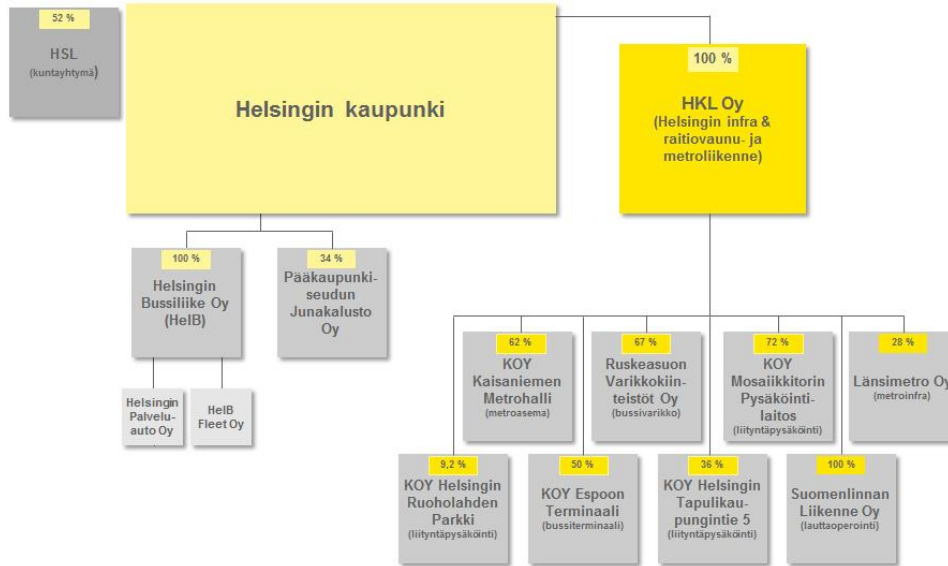 52 %
HSL
(kuntayhtymä)
Helsingin kaupunki
100 %
HKL Oy
(Helsingin infra &
raitiovaunu- ja
metroliikenne)
100 %
Helsingin
Bussiliike Oy
(HelB)
34 %
Pääkaupunki-
seudun
Junakalusto
Oy
Helsingin
Palvelu-
auto Oy
HelB
Fleet Oy
62 %
KOY
Kaisaniemen
Metrohalli
(metroasema)
67 %
Ruskeasuon
Varikkokiin-
teistöt Oy
(bussivarikko)
72 %
KOY
Mosaiikkitorin
Pysäköinti-
laitos
(liityntäpysäköinti)
28 %
Länsimetro Oy
(metroinfra)
9,2 %
KOY Helsingin
Ruoholahden
Parkki
(liityntäpysäköinti)
50 %
KOY Espoon
Terminaali
(bussiterminaali)
36 %
KOY Helsingin
Tapulikau-
pungintie 5
(liityntäpysäköinti)
100 %
Suomenlinnan
Liikenne Oy
(lauttaoperointi)